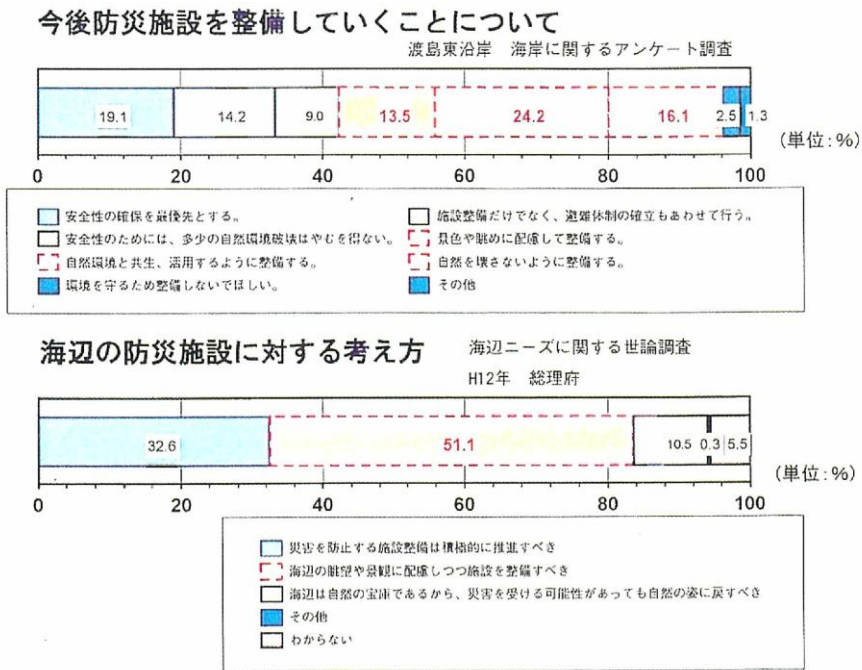 今後防災施設を整備していくことについて
渡島東沿岸 海岸に関するアンケート調査
19.1 14.2 9.0 13.5 24.2 16.1 2.5 1.3
(単位:%)
0 20 40 60 80 100
安全性の確保を最優先とする。 施設整備だけでなく、避難体制の確立もあわせて行う。
安全性のためには、多少の自然環境破壊はやむを得ない。 景色や眺めに配慮して整備する。
自然環境と共生、活用するように整備する。 自然を壊さないように整備する。
環境を守るため整備しないでほしい。 その他
海辺の防災施設に対する考え方 海辺ニーズに関する世論調査
H12年 総理府
32.6 51.1 10.5 0.3 5.5
(単位:%)
0 20 40 60 80 100
災害を防止する施設整備は積極的に推進すべき
海辺の眺望や景観に配慮しつつ施設を整備すべき
海辺は自然の宝庫であるから、災害を受ける可能性があっても自然の姿に戻すべき
その他
わからない